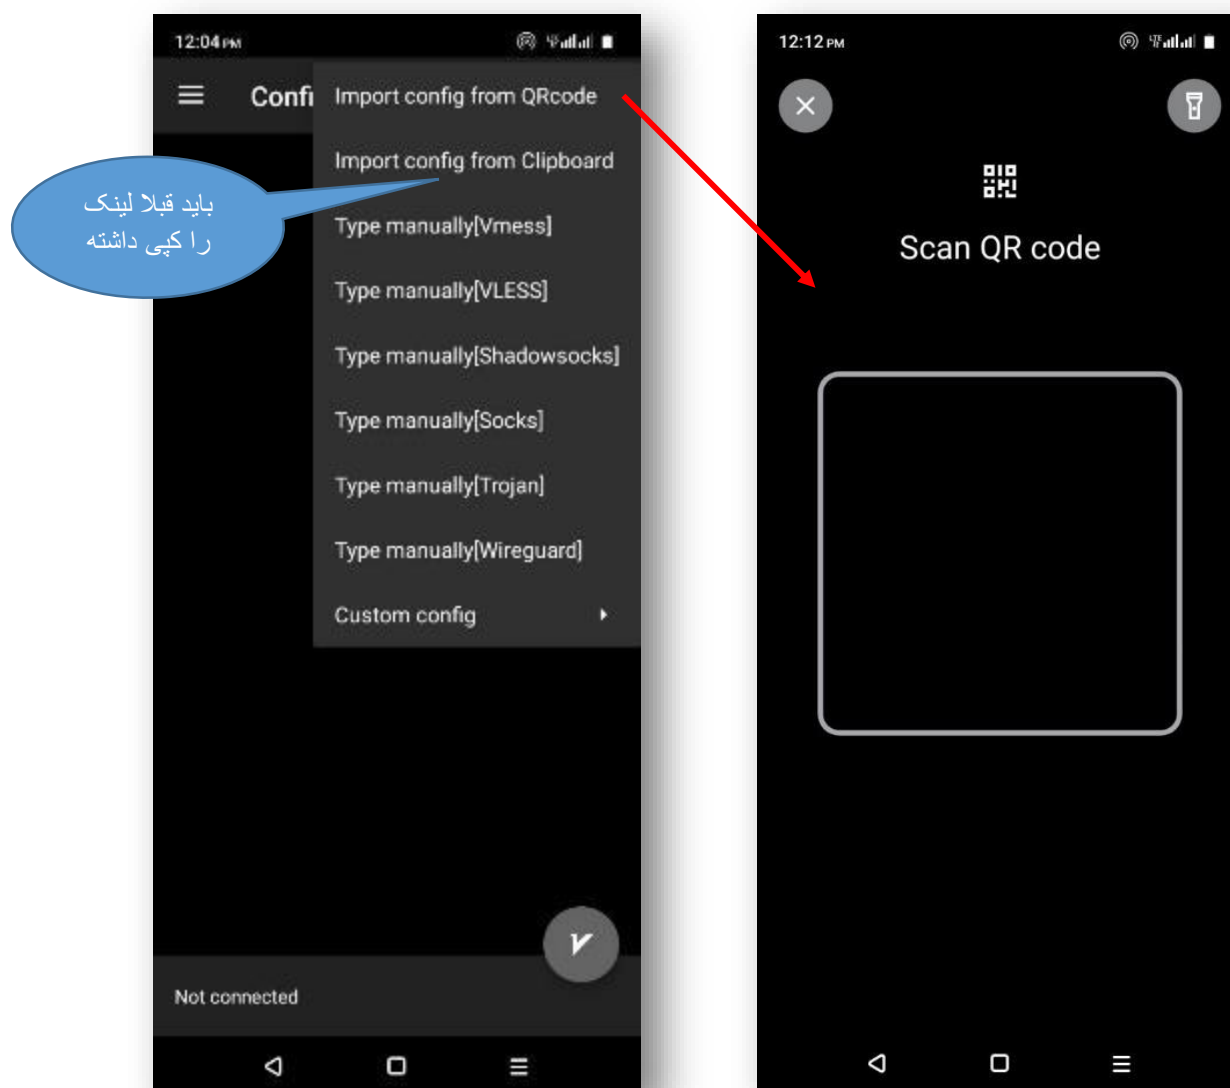 12:04 PM
Confi
Import config from QRcode
Import config from Clipboard
Type manually[Vmess]
Type manually[VLESS]
Type manually[Shadowsocks]
Type manually[Socks]
Type manually[Trojan]
Type manually[Wireguard]
Custom config
Not connected
باید قبلا لینک
را کپی داشته
12:12 PM
Scan QR code